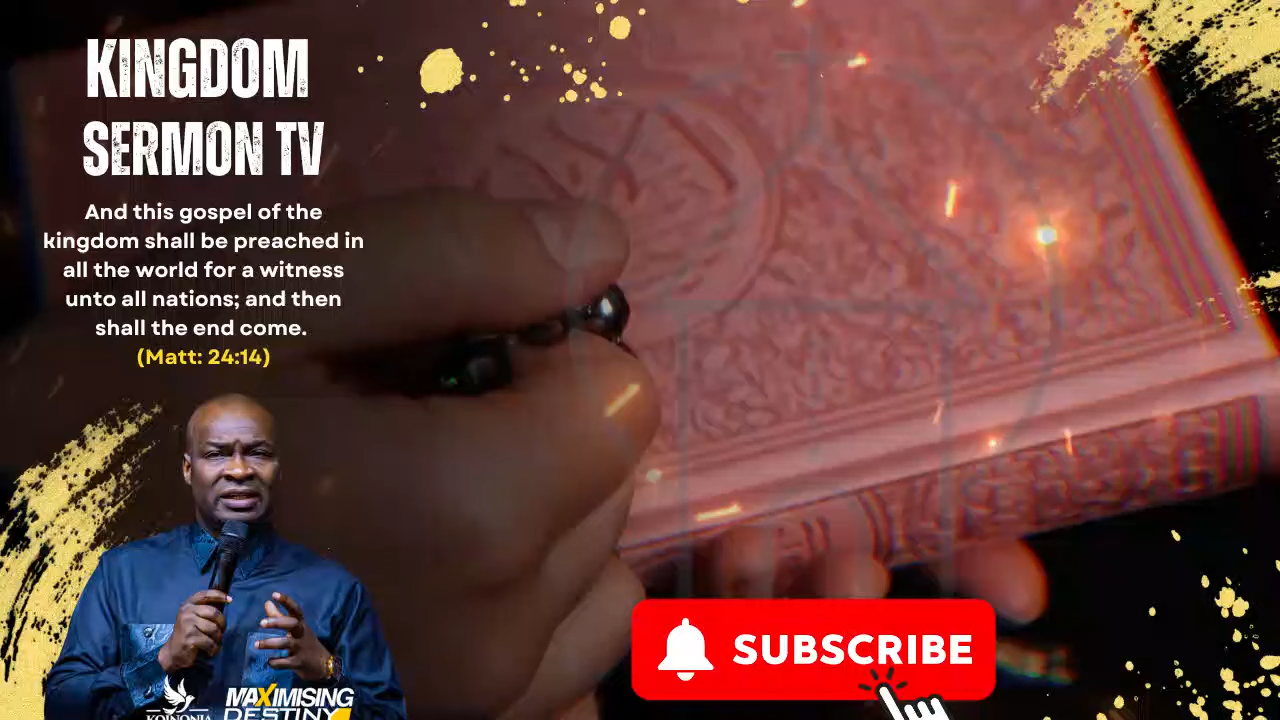 KINGDOM
SERMON TV
And this gospel of the
kingdom shall be preached in
all the world for a witness
unto all nations; and then
shall the end come.
(Matt: 24:14)
KOINONIA
MAXIMISING
DESTINY
SUBSCRIBE